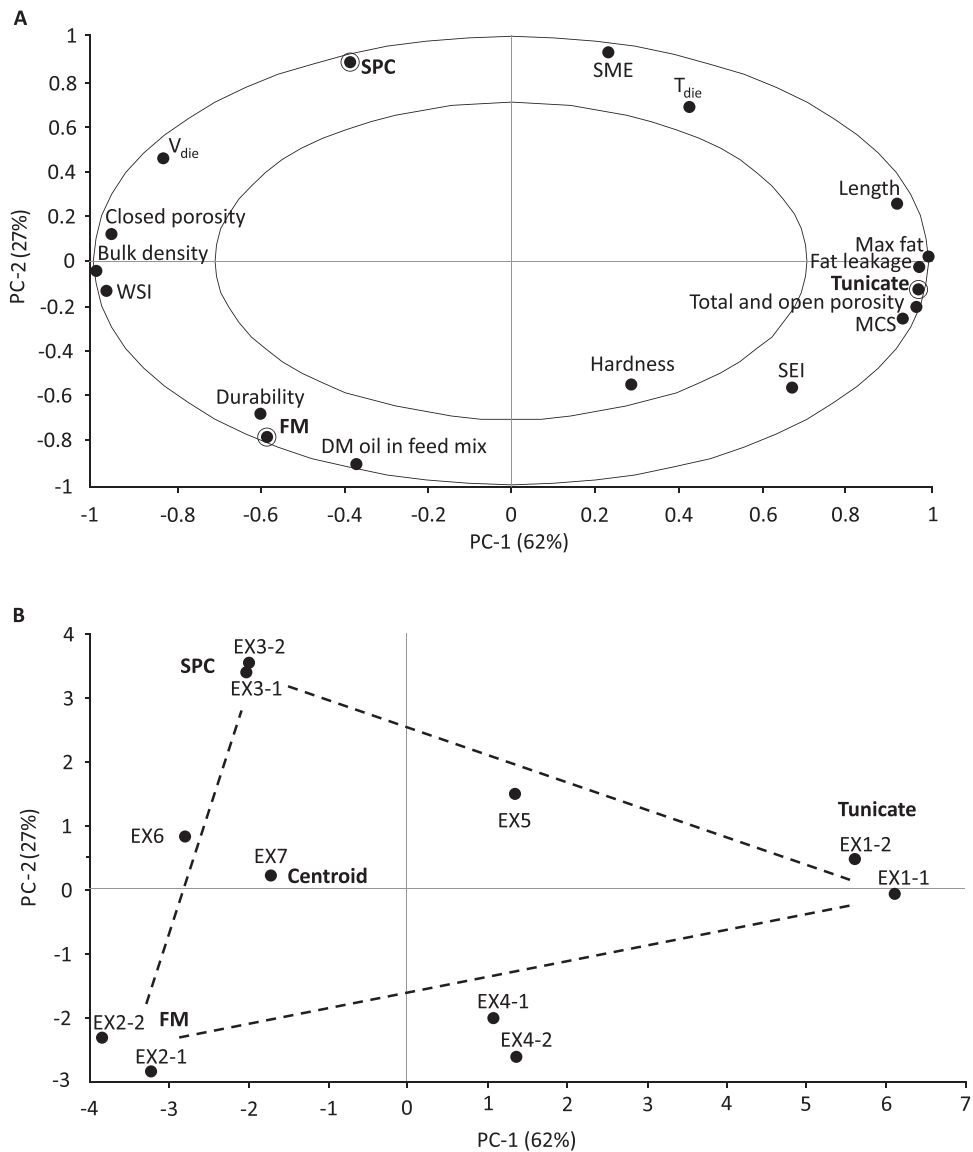 A
1
0.8
0.6
0.4
0.2
0
-0.2
-0.4
-0.6
-0.8
-1
PC-2 (27%)
SPC
SME
T die
V die
Length
Closed porosity
Max fat
Bulk density
Fat leakage
Tunicate
WSI
Total and open porosity
MCS
Hardness
SEI
Durability
FM
DM oil in feed mix
-1 -0.8 -0.6 -0.4 -0.2 0 0.2 0.4 0.6 0.8 1
PC-1 (62%)
B
4
3
2
1
0
-1
-2
-3
PC-2 (27%)
EX3-2
SPC
EX3-1
EX5
Tunicate
EX6
EX1-2
EX7
Centroid
EX1-1
EX4-1
FM
EX2-2
EX4-2
EX2-1
-4 -3 -2 0 1 2 3 4 5 6 7
PC-1 (62%)